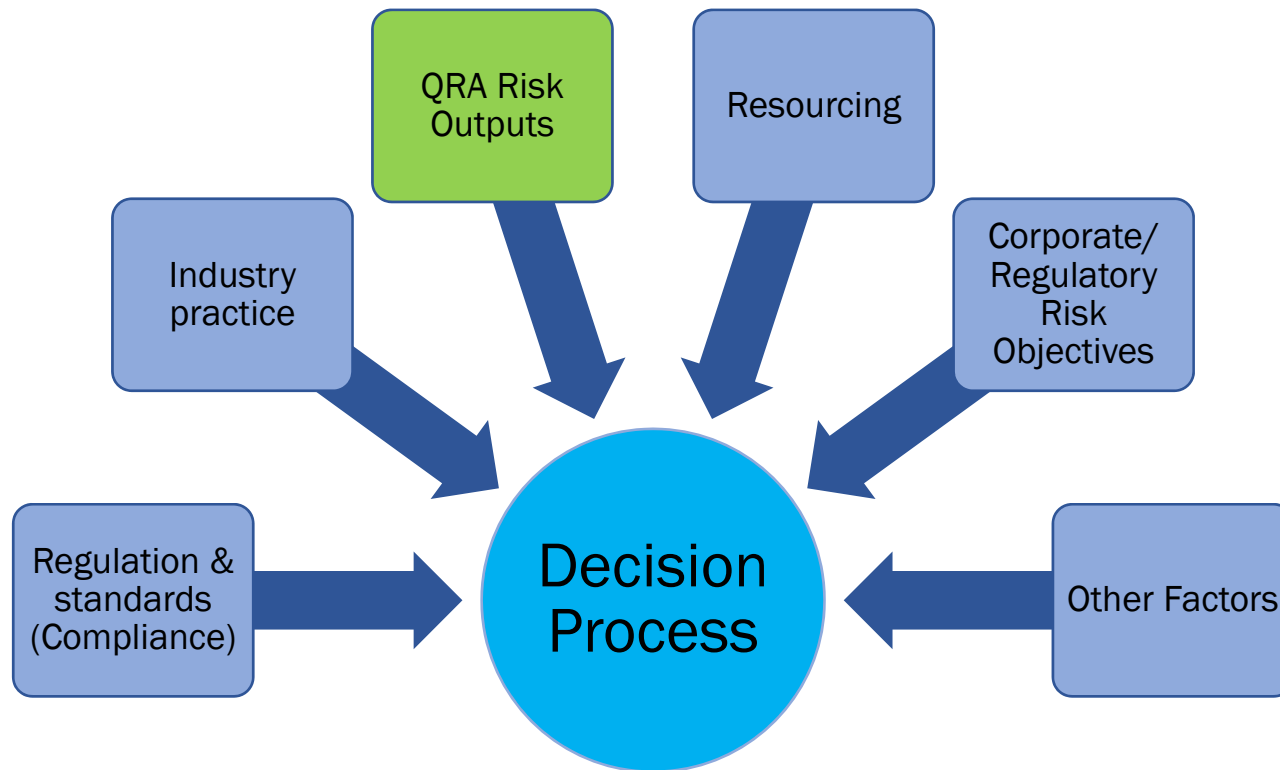 QRA Risk
Outputs
Resourcing
Industry
practice
Corporate/
Regulatory
Risk
Objectives
Regulation &
standards
(Compliance)
Decision
Process
Other Factors